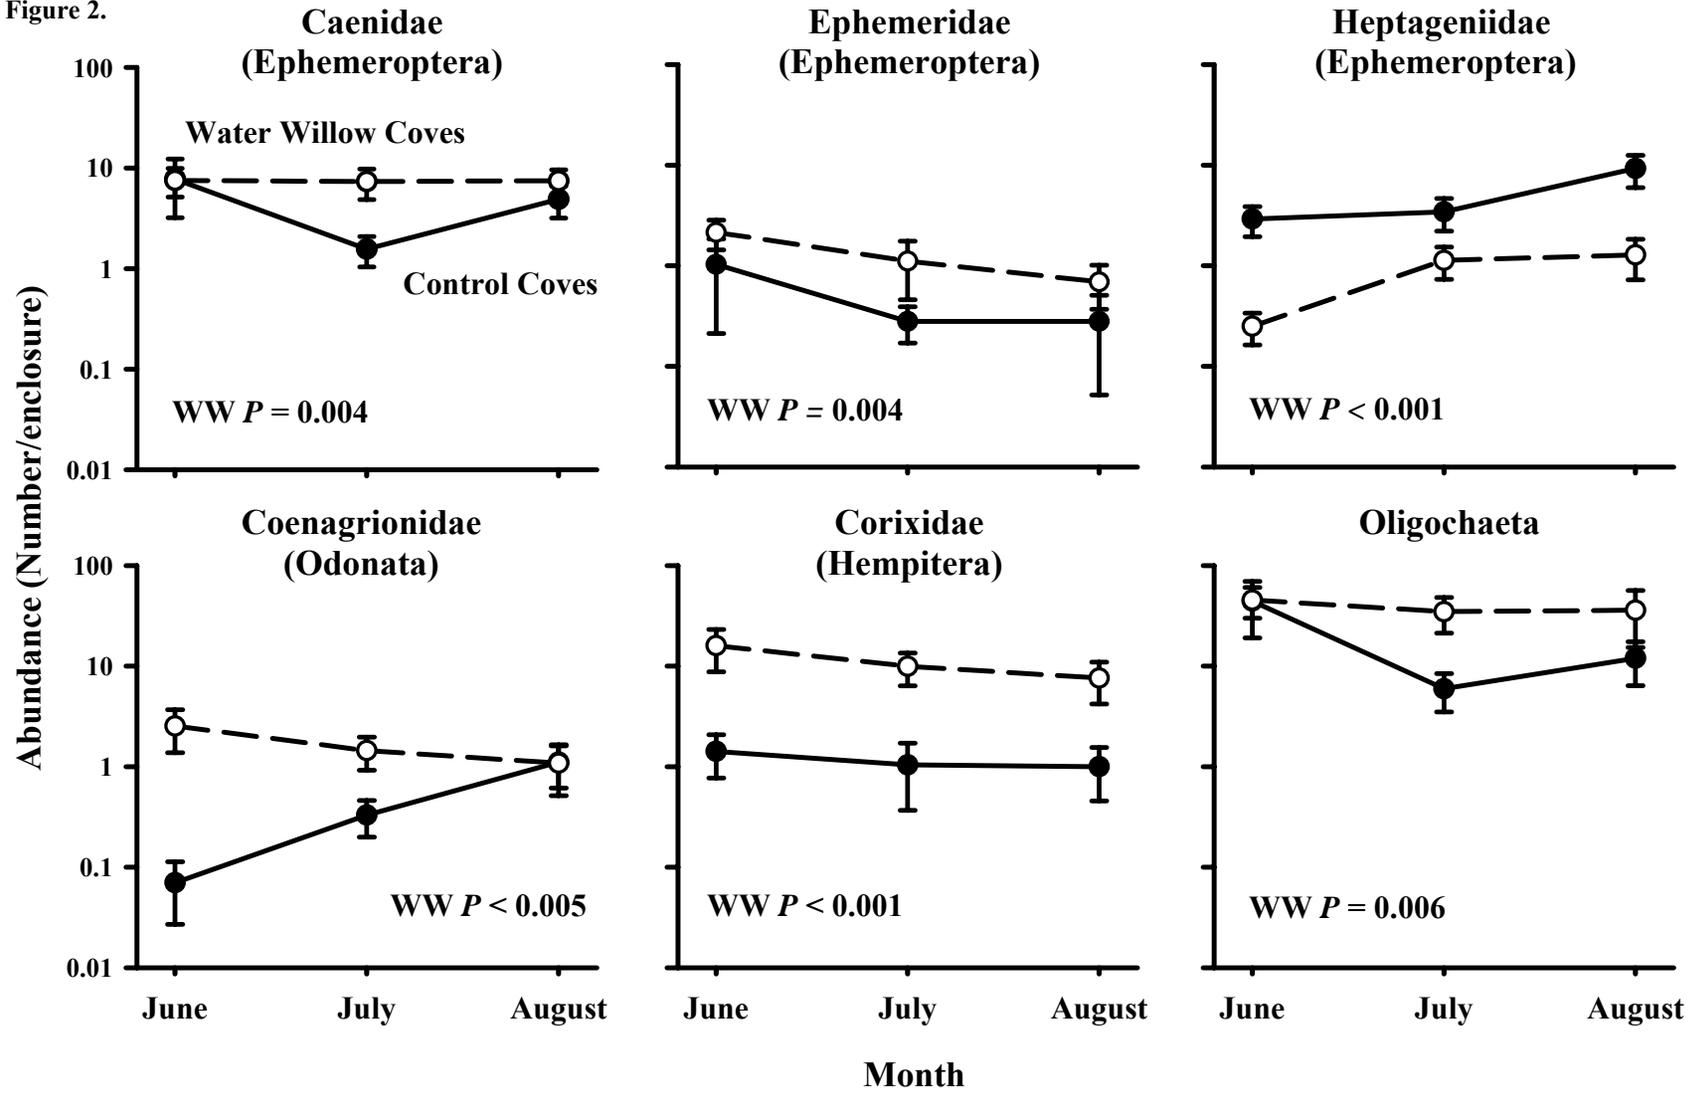 Figure 2.
Caenidae
(Ephemeroptera)
Ephemeridae
(Ephemeroptera)
Heptageniidae
(Ephemeroptera)
100
10
1
0.1
0.01
Water Willow Coves
Control Coves
WW P = 0.004
WW P = 0.004
WW P < 0.001
Abundance (Number/enclosure)
Coenagrionidae
(Odonata)
Corixidae
(Hempitera)
Oligochaeta
100
10
1
0.1
0.01
WW P < 0.005
WW P < 0.001
WW P = 0.006
June July August
June July August
June July August
Month